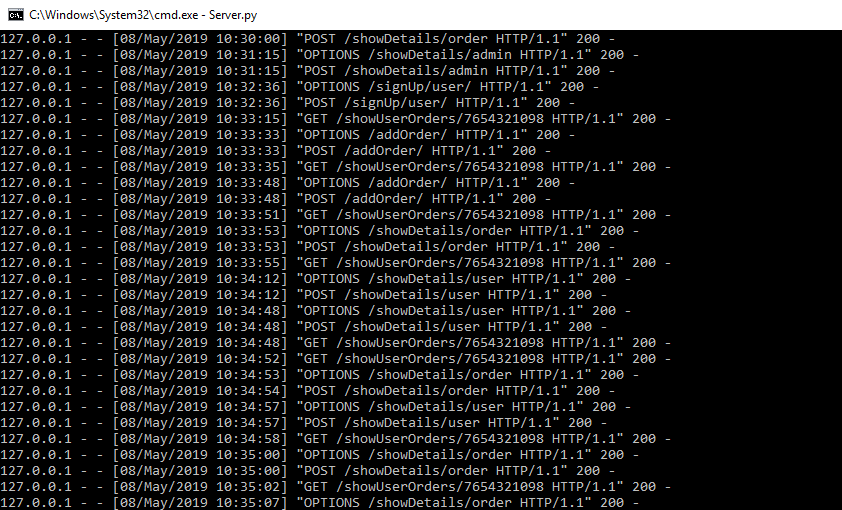 C:\Windows\System32\cmd.exe - Server.py
127.0.0.1 - - [08/May/2019 10:30:00] "POST /showDetails/order HTTP/1.1" 200 -
127.0.0.1 - - [08/May/2019 10:31:15] "OPTIONS /showDetails/admin HTTP/1.1" 200 -
127.0.0.1 - - [08/May/2019 10:31:15] "POST /showDetails/admin HTTP/1.1" 200 -
127.0.0.1 - - [08/May/2019 10:32:36] "OPTIONS /signUp/user/ HTTP/1.1" 200 -
127.0.0.1 - - [08/May/2019 10:32:36] "POST /signUp/user/ HTTP/1.1" 200 -
127.0.0.1 - - [08/May/2019 10:33:15] "GET /showUserOrders/7654321098 HTTP/1.1" 200 -
127.0.0.1 - - [08/May/2019 10:33:33] "OPTIONS /addOrder/ HTTP/1.1" 200 -
127.0.0.1 - - [08/May/2019 10:33:33] "POST /addOrder/ HTTP/1.1" 200 -
127.0.0.1 - - [08/May/2019 10:33:35] "GET /showUserOrders/7654321098 HTTP/1.1" 200 -
127.0.0.1 - - [08/May/2019 10:33:48] "OPTIONS /addOrder/ HTTP/1.1" 200 -
127.0.0.1 - - [08/May/2019 10:33:48] "POST /addOrder/ HTTP/1.1" 200 -
127.0.0.1 - - [08/May/2019 10:33:51] "GET /showUserOrders/7654321098 HTTP/1.1" 200 -
127.0.0.1 - - [08/May/2019 10:33:53] "OPTIONS /showDetails/order HTTP/1.1" 200 -
127.0.0.1 - - [08/May/2019 10:33:53] "POST /showDetails/order HTTP/1.1" 200 -
127.0.0.1 - - [08/May/2019 10:33:55] "GET /showUserOrders/7654321098 HTTP/1.1" 200 -
127.0.0.1 - - [08/May/2019 10:34:12] "OPTIONS /showDetails/user HTTP/1.1" 200 -
127.0.0.1 - - [08/May/2019 10:34:12] "POST /showDetails/user HTTP/1.1" 200 -
127.0.0.1 - - [08/May/2019 10:34:48] "OPTIONS /showDetails/user HTTP/1.1" 200 -
127.0.0.1 - - [08/May/2019 10:34:48] "POST /showDetails/user HTTP/1.1" 200 -
127.0.0.1 - - [08/May/2019 10:34:48] "GET /showUserOrders/7654321098 HTTP/1.1" 200 -
127.0.0.1 - - [08/May/2019 10:34:52] "GET /showUserOrders/7654321098 HTTP/1.1" 200 -
127.0.0.1 - - [08/May/2019 10:34:53] "OPTIONS /showDetails/order HTTP/1.1" 200 -
127.0.0.1 - - [08/May/2019 10:34:54] "POST /showDetails/order HTTP/1.1" 200 -
127.0.0.1 - - [08/May/2019 10:34:57] "OPTIONS /showDetails/user HTTP/1.1" 200 -
127.0.0.1 - - [08/May/2019 10:34:57] "POST /showDetails/user HTTP/1.1" 200 -
127.0.0.1 - - [08/May/2019 10:34:58] "GET /showUserOrders/7654321098 HTTP/1.1" 200 -
127.0.0.1 - - [08/May/2019 10:35:00] "OPTIONS /showDetails/order HTTP/1.1" 200 -
127.0.0.1 - - [08/May/2019 10:35:00] "POST /showDetails/order HTTP/1.1" 200 -
127.0.0.1 - - [08/May/2019 10:35:02] "GET /showUserOrders/7654321098 HTTP/1.1" 200 -
127.0.0.1 - - [08/May/2019 10:35:07] "OPTIONS /showDetails/order HTTP/1.1" 200 -